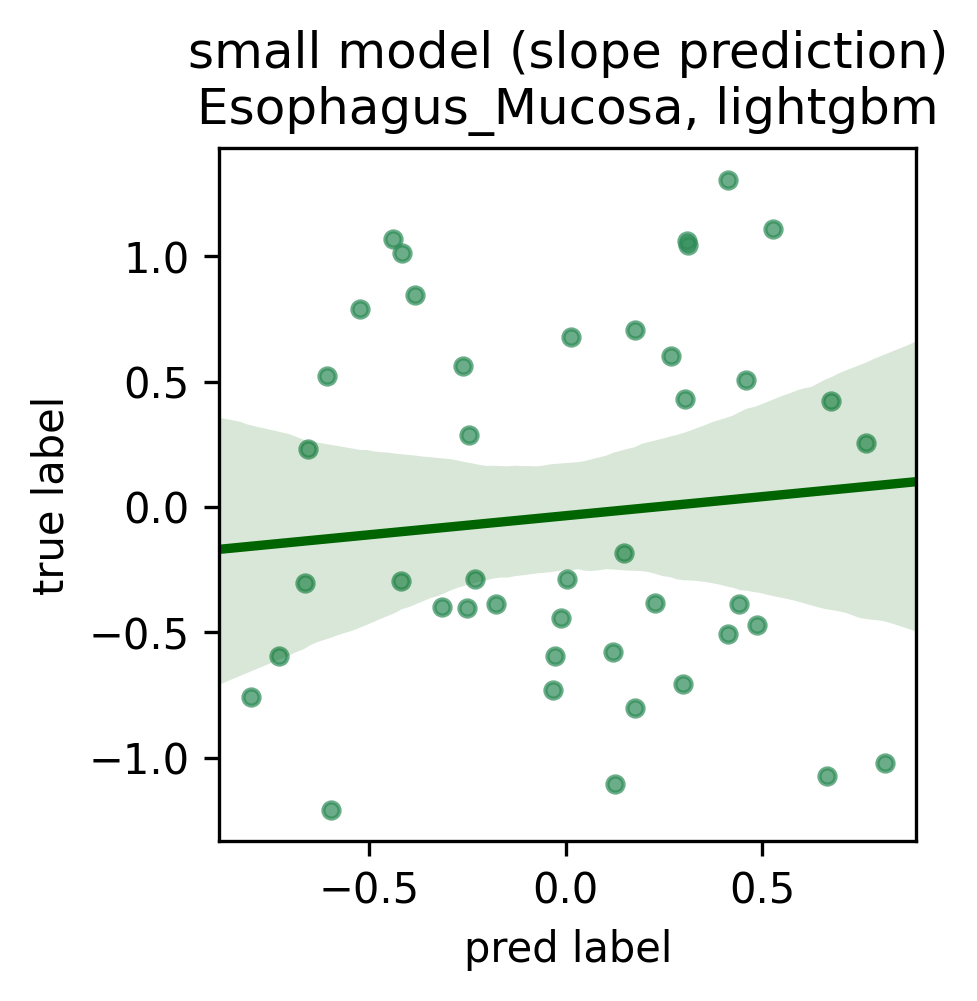 small model (slope prediction)
Esophagus_Mucosa, lightgbm
1.0
0.5
0.0
−0.5
−1.0
true label
−0.5
0.0
0.5
pred label